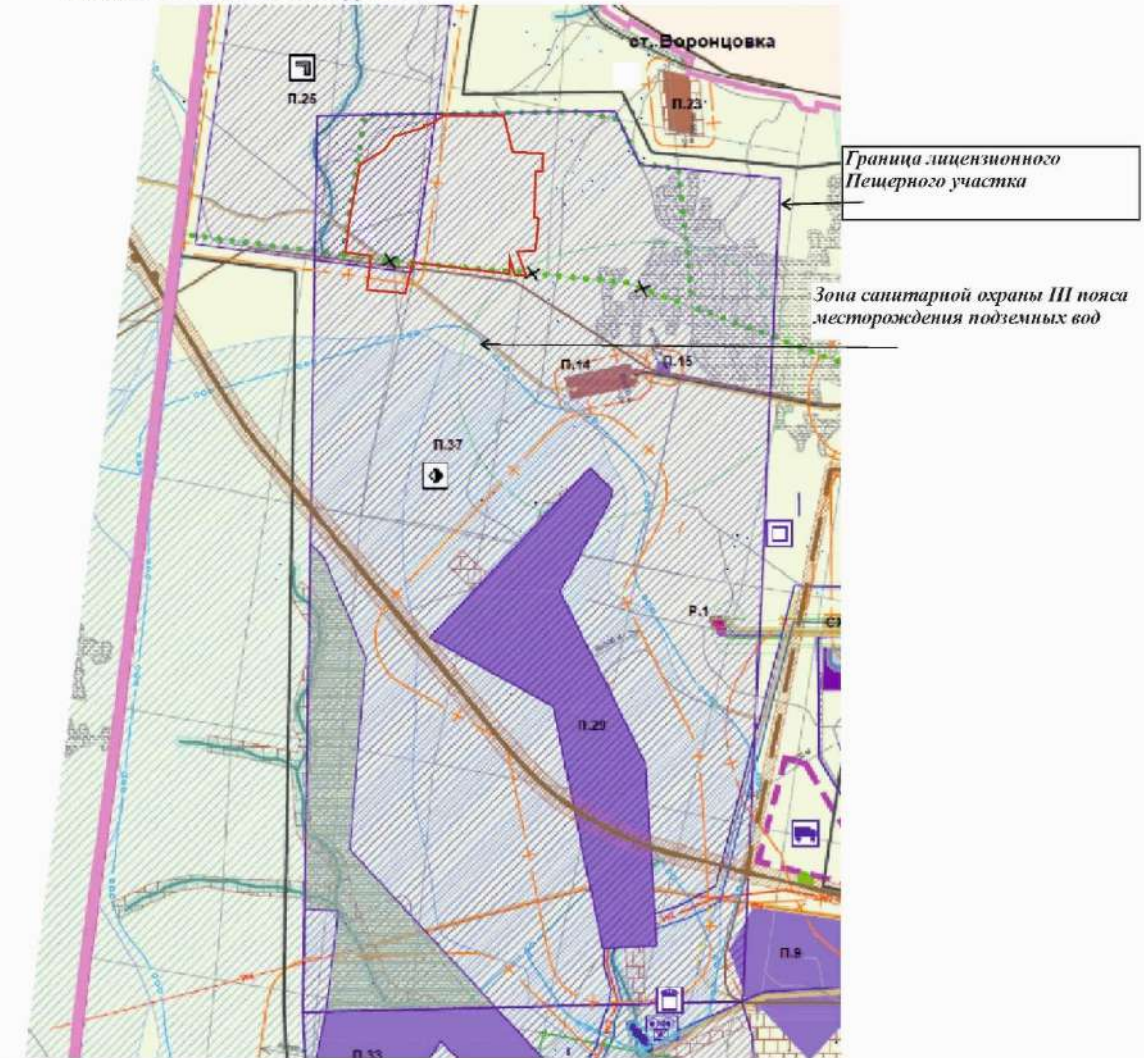 ст. Воронцовка
П.23
П.25
Граница лицензионного
Пещерного участка
Зона санитарной охраны III пояса
месторождения подземных вод
П.14
П.15
П.37
Р.1
П.29
П.9
П.33